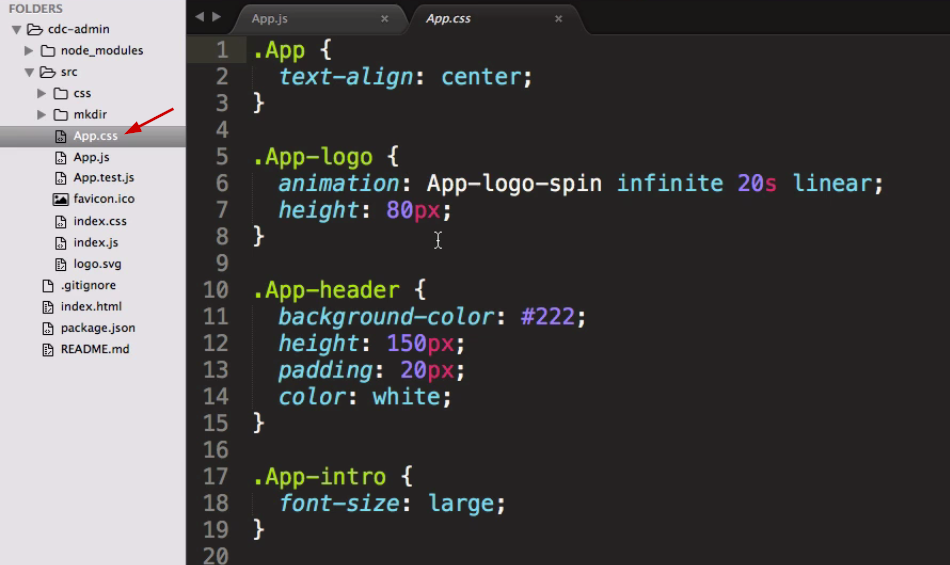 FOLDERS
cdc-admin
node_modules
src
css
mkdir
App.css
App.js
App.test.js
favicon.ico
index.css
index.js
logo.svg
.gitignore
index.html
package.json
README.md
App.js × App.css ×
1 .App {
2   text-align: center;
3 }
4
5 .App-logo {
6   animation: App-logo-spin infinite 20s linear;
7   height: 80px;
8 }
9
10 .App-header {
11   background-color: #222;
12   height: 150px;
13   padding: 20px;
14   color: white;
15 }
16
17 .App-intro {
18   font-size: large;
19 }
20